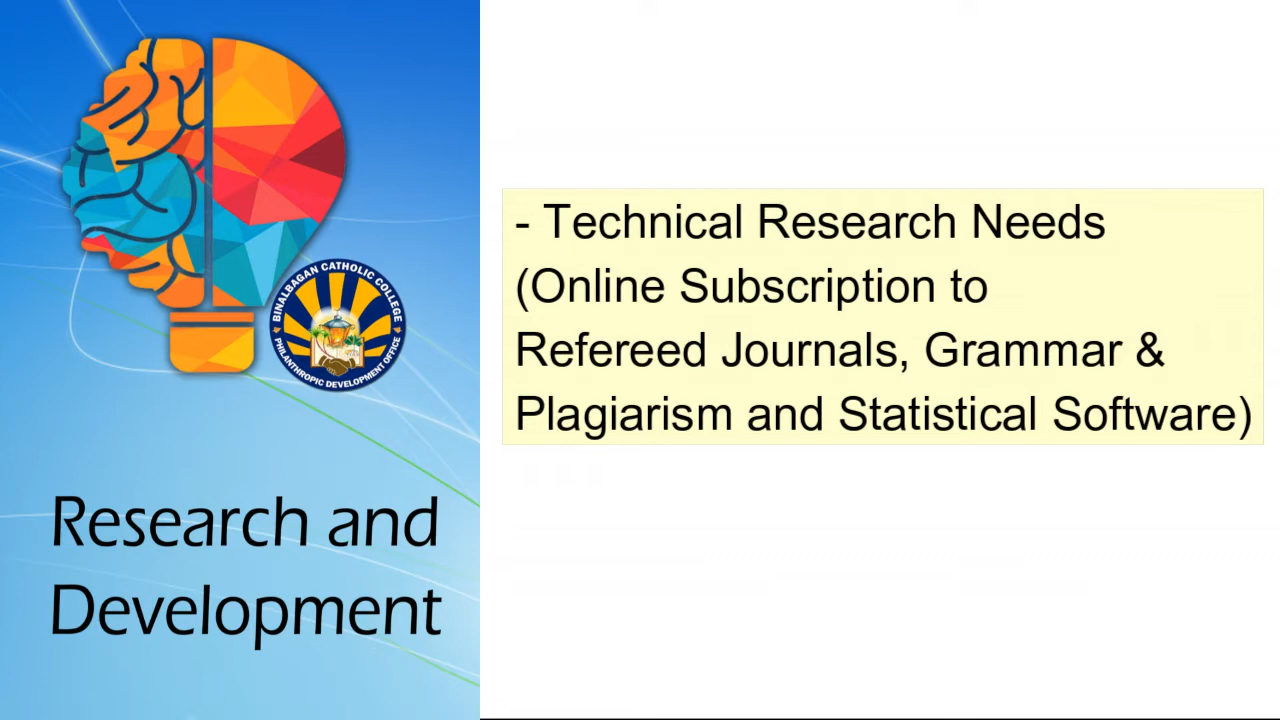 BINALBAGAN CATHOLIC COLLEGE
PHILANTHROPIC DEVELOPMENT OFFICE
Research and
Development
- Technical Research Needs
(Online Subscription to
Refereed Journals, Grammar &
Plagiarism and Statistical Software)